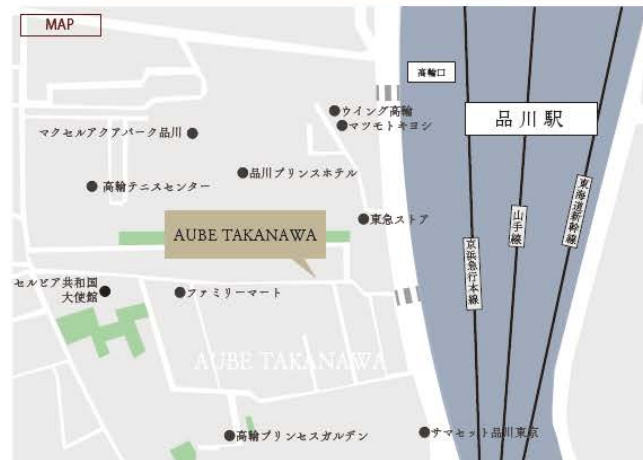 MAP
高輪口
ウイング高輪
マツモトキヨシ
品川駅
マクセルアクアパーク品川
品川プリンスホテル
高輪テニスセンター
東急ストア
AUBE TAKANAWA
京浜急行本線
山手線
東海道新幹線
セルビア共和国
大使館
ファミリーマート
AUBE TAKANAWA
高輪プリンセスガルデン
サマセット品川東京